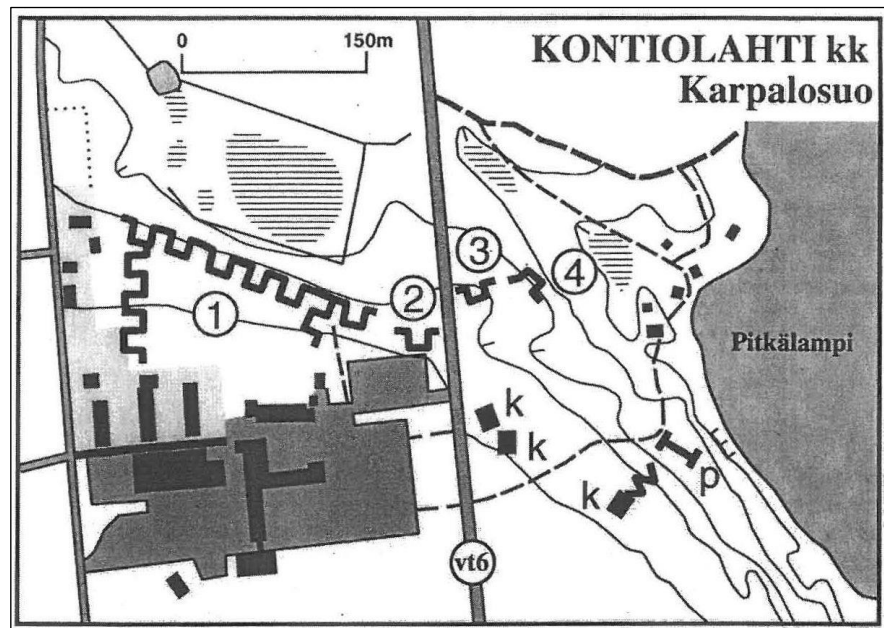 0 150m
KONTIOLAHTI kk
Karpalosuo
3
4
2
1
Pitkälampi
k
k
k
p
vt6